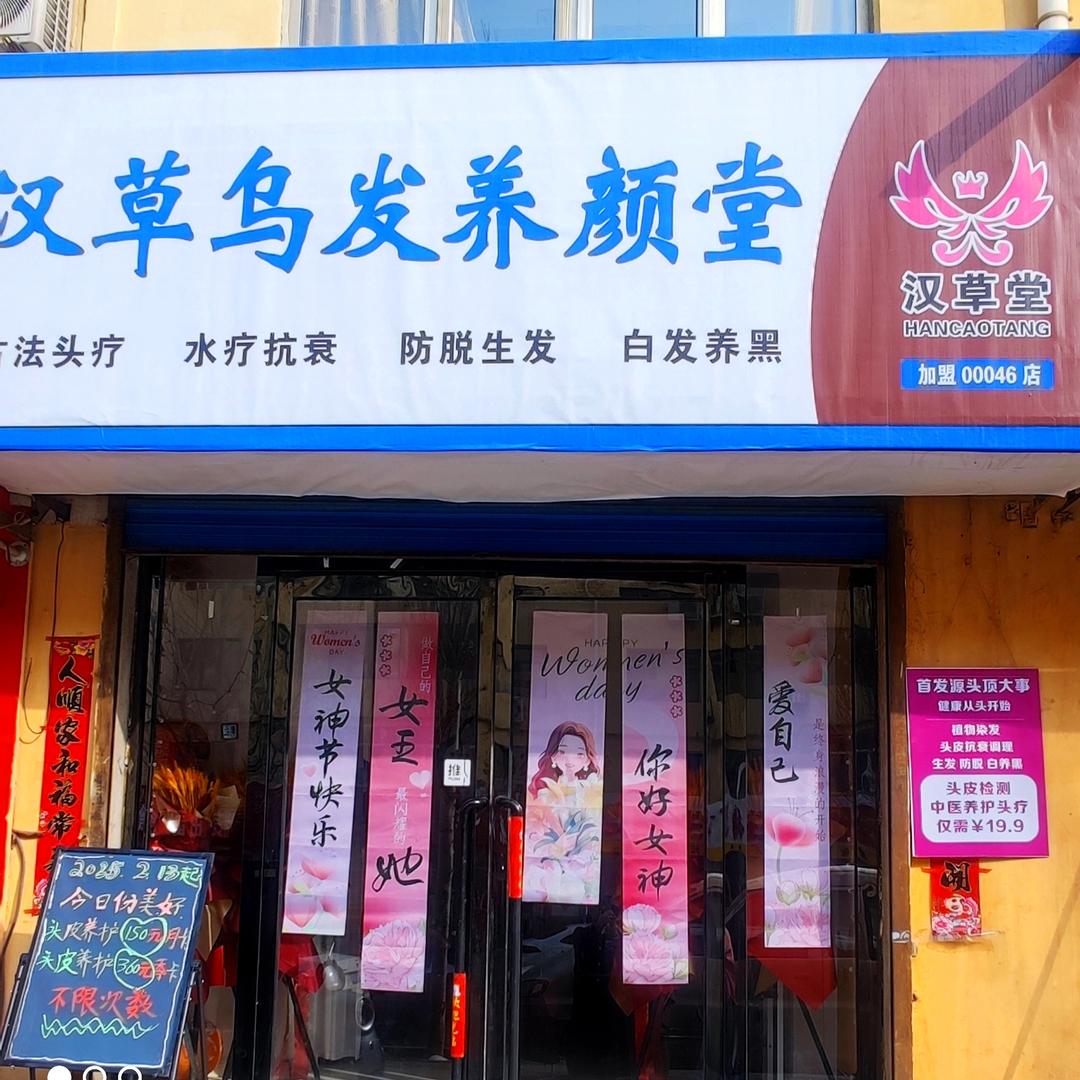 汉草乌发养颜堂
法头疗 水疗抗衰 防脱生发 白发养黑
汉草堂
HANCAOTANG
加盟 00046 店
人顺家和福常
HAPPY
Women's
DAY
女神节快乐
做自己的
女王
最闪耀的
她
HAPPY
Women's
day
你好女神
爱自己
是终身浪漫的开始
推
首发源头顶大事
健康从头开始
植物染发
头皮抗衰调理
生发 防脱 白养黑
头皮检测
中医养护头疗
仅需￥19.9
2025.2.13起
今日份美好
头皮养护150元月卡
头皮养护360元季卡
不限次数